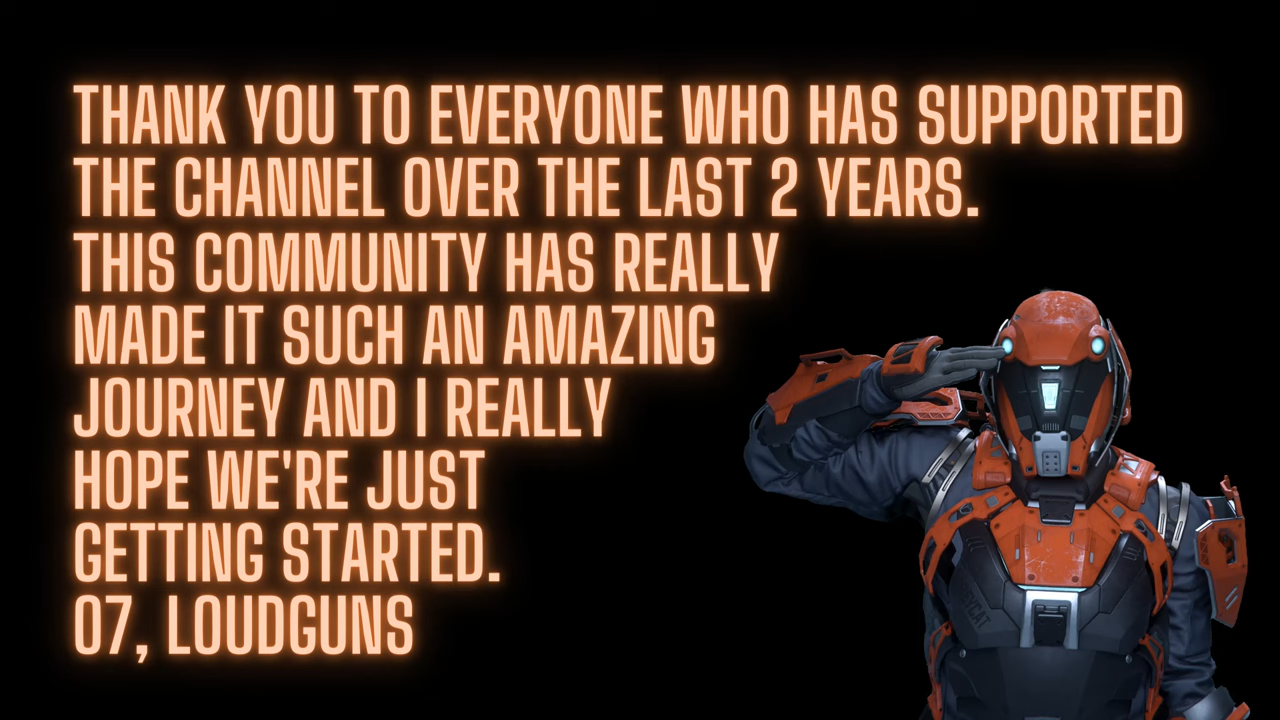 THANK YOU TO EVERYONE WHO HAS SUPPORTED
THE CHANNEL OVER THE LAST 2 YEARS.
THIS COMMUNITY HAS REALLY
MADE IT SUCH AN AMAZING
JOURNEY AND I REALLY
HOPE WE'RE JUST
GETTING STARTED.
07, LOUDGUNS